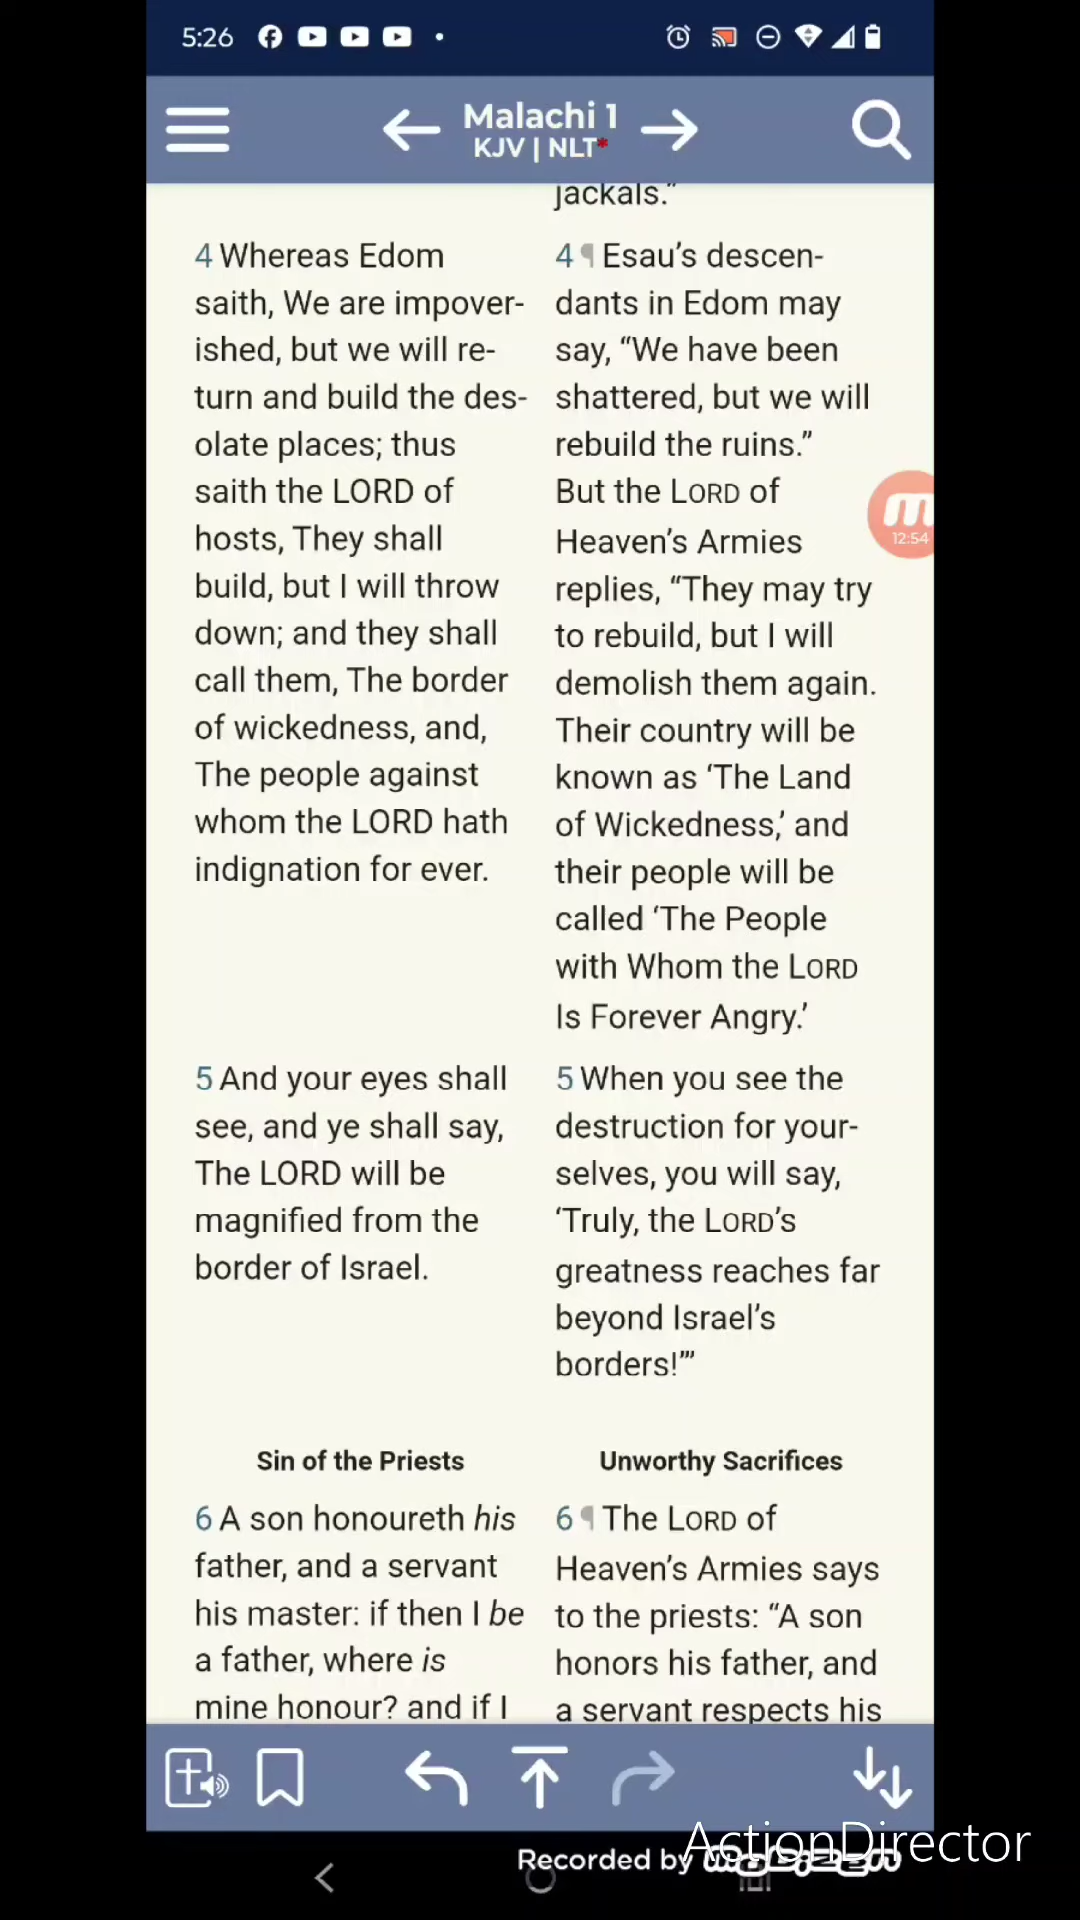 5:26
Malachi 1
KJV | NLT*
jackals.”
4 Whereas Edom
saith, We are impover-
ished, but we will re-
turn and build the des-
olate places; thus
saith the LORD of
hosts, They shall
build, but I will throw
down; and they shall
call them, The border
of wickedness, and,
The people against
whom the LORD hath
indignation for ever.
4 ¶ Esau’s descen-
dants in Edom may
say, “We have been
shattered, but we will
rebuild the ruins.”
But the LORD of
Heaven’s Armies
replies, “They may try
to rebuild, but I will
demolish them again.
Their country will be
known as ‘The Land
of Wickedness,’ and
their people will be
called ‘The People
with Whom the LORD
Is Forever Angry.’
12:54
5 And your eyes shall
see, and ye shall say,
The LORD will be
magnified from the
border of Israel.
5 When you see the
destruction for your-
selves, you will say,
‘Truly, the LORD’s
greatness reaches far
beyond Israel’s
borders!’”
Sin of the Priests
6 A son honoureth his
father, and a servant
his master: if then I be
a father, where is
mine honour? and if I
Unworthy Sacrifices
6 ¶ The LORD of
Heaven’s Armies says
to the priests: “A son
honors his father, and
a servant respects his
ActionDirector
Recorded by